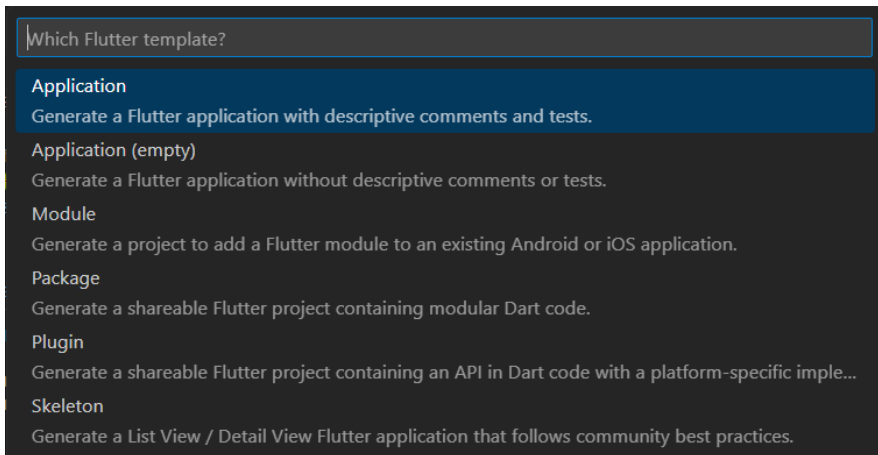 Which Flutter template?
Application
Generate a Flutter application with descriptive comments and tests.
Application (empty)
Generate a Flutter application without descriptive comments or tests.
Module
Generate a project to add a Flutter module to an existing Android or iOS application.
Package
Generate a shareable Flutter project containing modular Dart code.
Plugin
Generate a shareable Flutter project containing an API in Dart code with a platform-specific imple...
Skeleton
Generate a List View / Detail View Flutter application that follows community best practices.